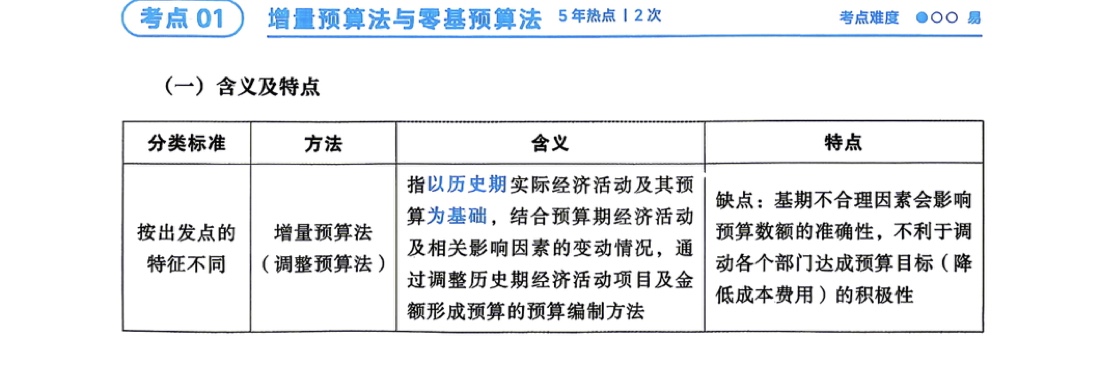 考点 01 增量预算法与零基预算法 5年热点 | 2次 考点难度 易
（一）含义及特点
分类标准 方法 含义 特点
按出发点的
特征不同
增量预算法
（调整预算法）
指以历史期实际经济活动及其预
算为基础，结合预算期经济活动
及相关影响因素的变动情况，通
过调整历史期经济活动项目及金
额形成预算的预算编制方法
缺点：基期不合理因素会影响
预算数额的准确性，不利于调
动各个部门达成预算目标（降
低成本费用）的积极性